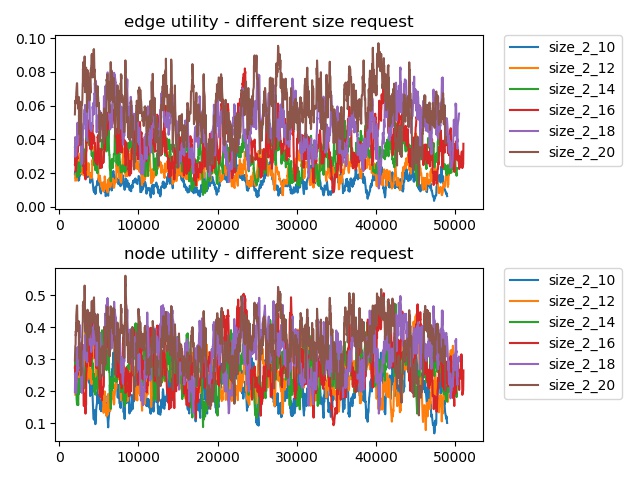 edge utility - different size request
0.10
0.08
0.06
0.04
0.02
0.00
0 10000 20000 30000 40000 50000
size_2_10
size_2_12
size_2_14
size_2_16
size_2_18
size_2_20
node utility - different size request
0.5
0.4
0.3
0.2
0.1
0 10000 20000 30000 40000 50000
size_2_10
size_2_12
size_2_14
size_2_16
size_2_18
size_2_20